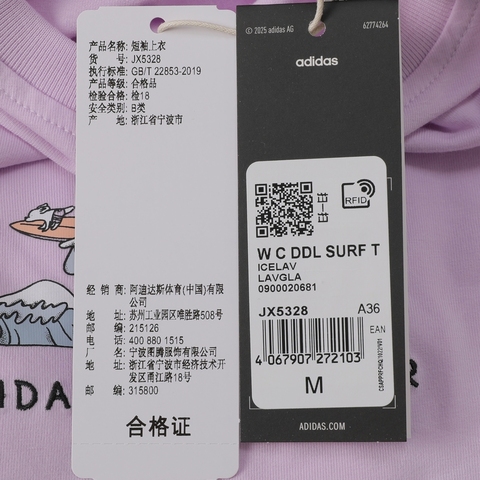 产品名称: 短袖上衣
货 号: JX5328
执行标准: GB/T 22853-2019
产品等级: 合格品
检验合格: 检18
安全类别: B类
产 地: 浙江省宁波市
经 销 商: 阿迪达斯体育(中国)有限
公司
地 址: 苏州工业园区唯胜路508号
邮 编: 215126
电 话: 400 880 1515
厂 名: 宁波图腾服饰有限公司
地 址: 浙江省宁波市经济技术开
发区甬江路18号
邮 编: 315800
合格证
© 2025 adidas AG
62774264
adidas
RFID
W C DDL SURF T
ICELAV
LAVGLA
0900020681
JX5328
A36
EAN
4 067907 272103
M
ADIDAS.COM
IDA
R